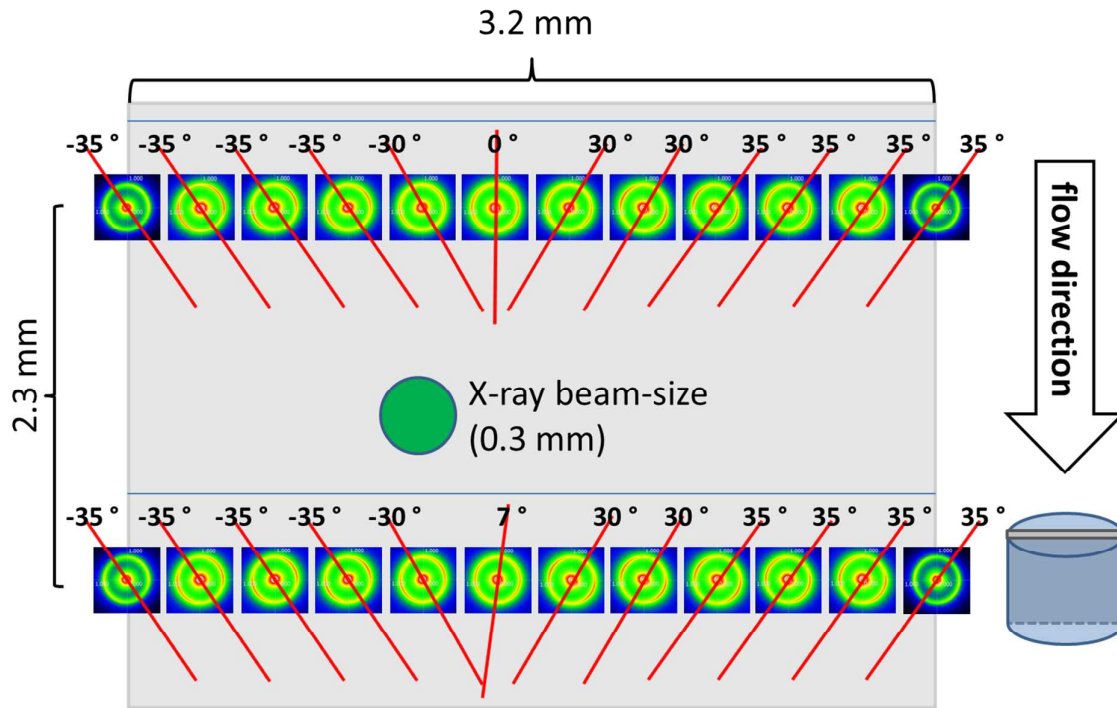 3.2 mm
-35 ° -35 ° -35 ° -35 ° -30 ° 0 ° 30 ° 30 ° 35 ° 35 ° 35 ° 35 °
flow direction
2.3 mm
X-ray beam-size
(0.3 mm)
-35 ° -35 ° -35 ° -35 ° -30 ° 7 ° 30 ° 30 ° 35 ° 35 ° 35 ° 35 °